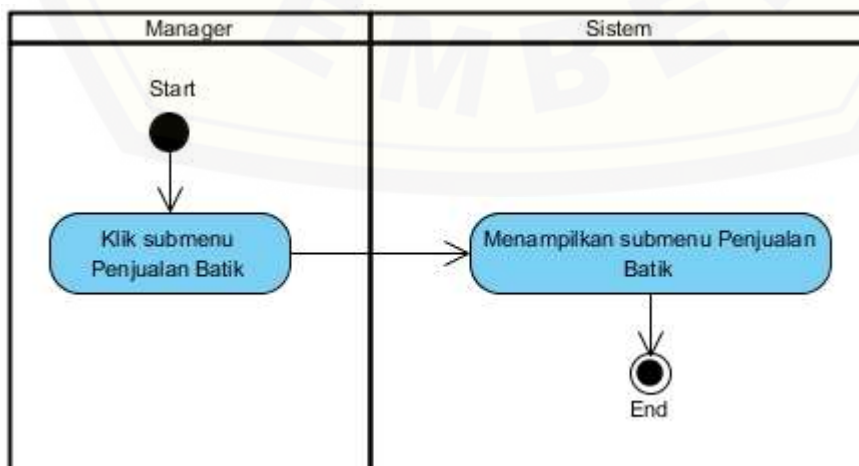 Manager
Sistem
Start
Klik submenu
Penjualan Batik
Menampilkan submenu Penjualan
Batik
End